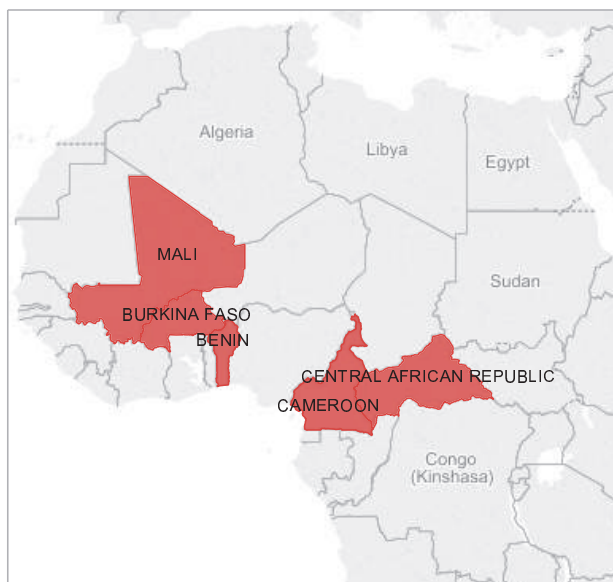 Algeria
Libya
Egypt
MALI
Sudan
BURKINA FASO
BENIN
CENTRAL AFRICAN REPUBLIC
CAMEROON
Congo
(Kinshasa)